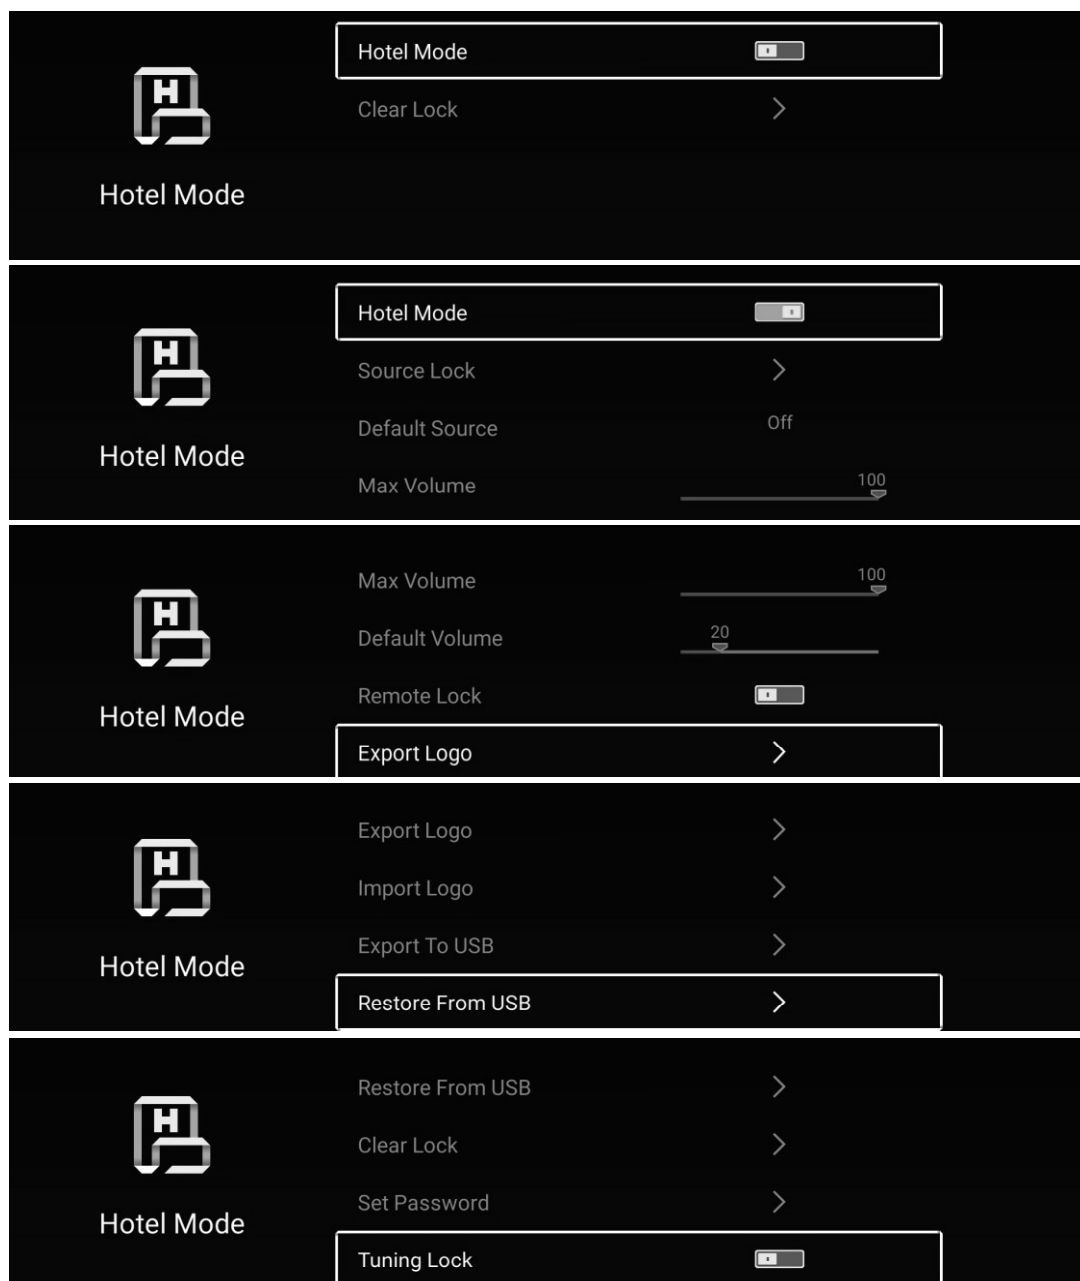 Hotel Mode
Clear Lock
Hotel Mode
Hotel Mode
Source Lock
Default Source Off
Hotel Mode
Max Volume 100
Max Volume 100
Default Volume 20
Remote Lock
Hotel Mode
Export Logo
Export Logo
Import Logo
Export To USB
Hotel Mode
Restore From USB
Restore From USB
Clear Lock
Set Password
Hotel Mode
Tuning Lock